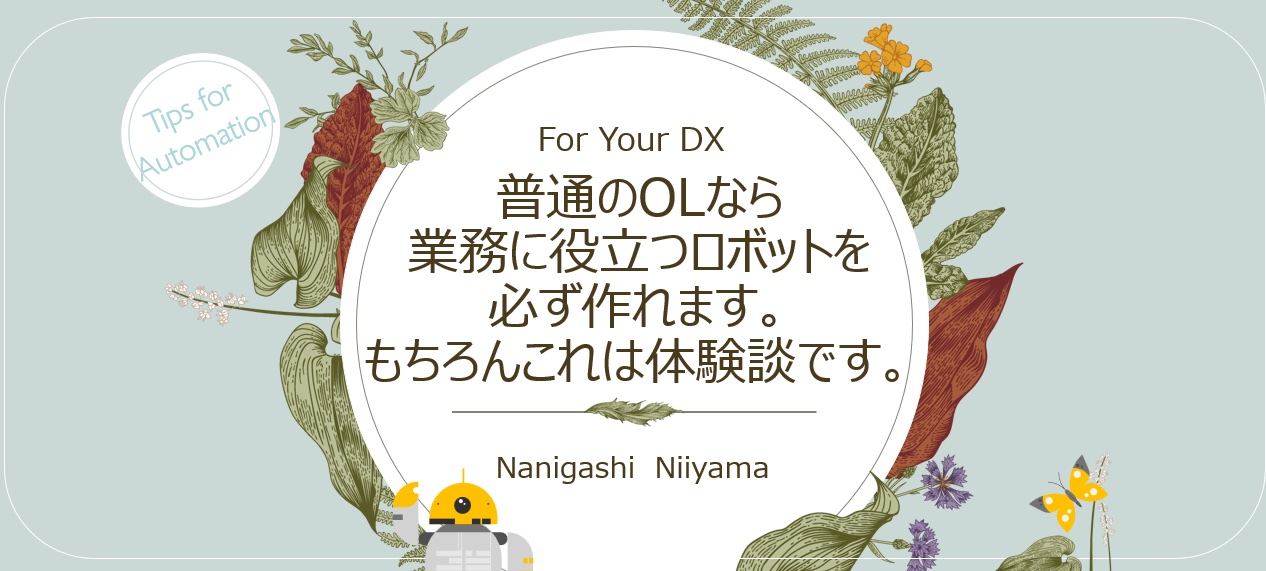 Tips for
Automation
For Your DX
普通のOLなら
業務に役立つロボットを
必ず作れます。
もちろんこれは体験談です。
Nanigashi Niiyama